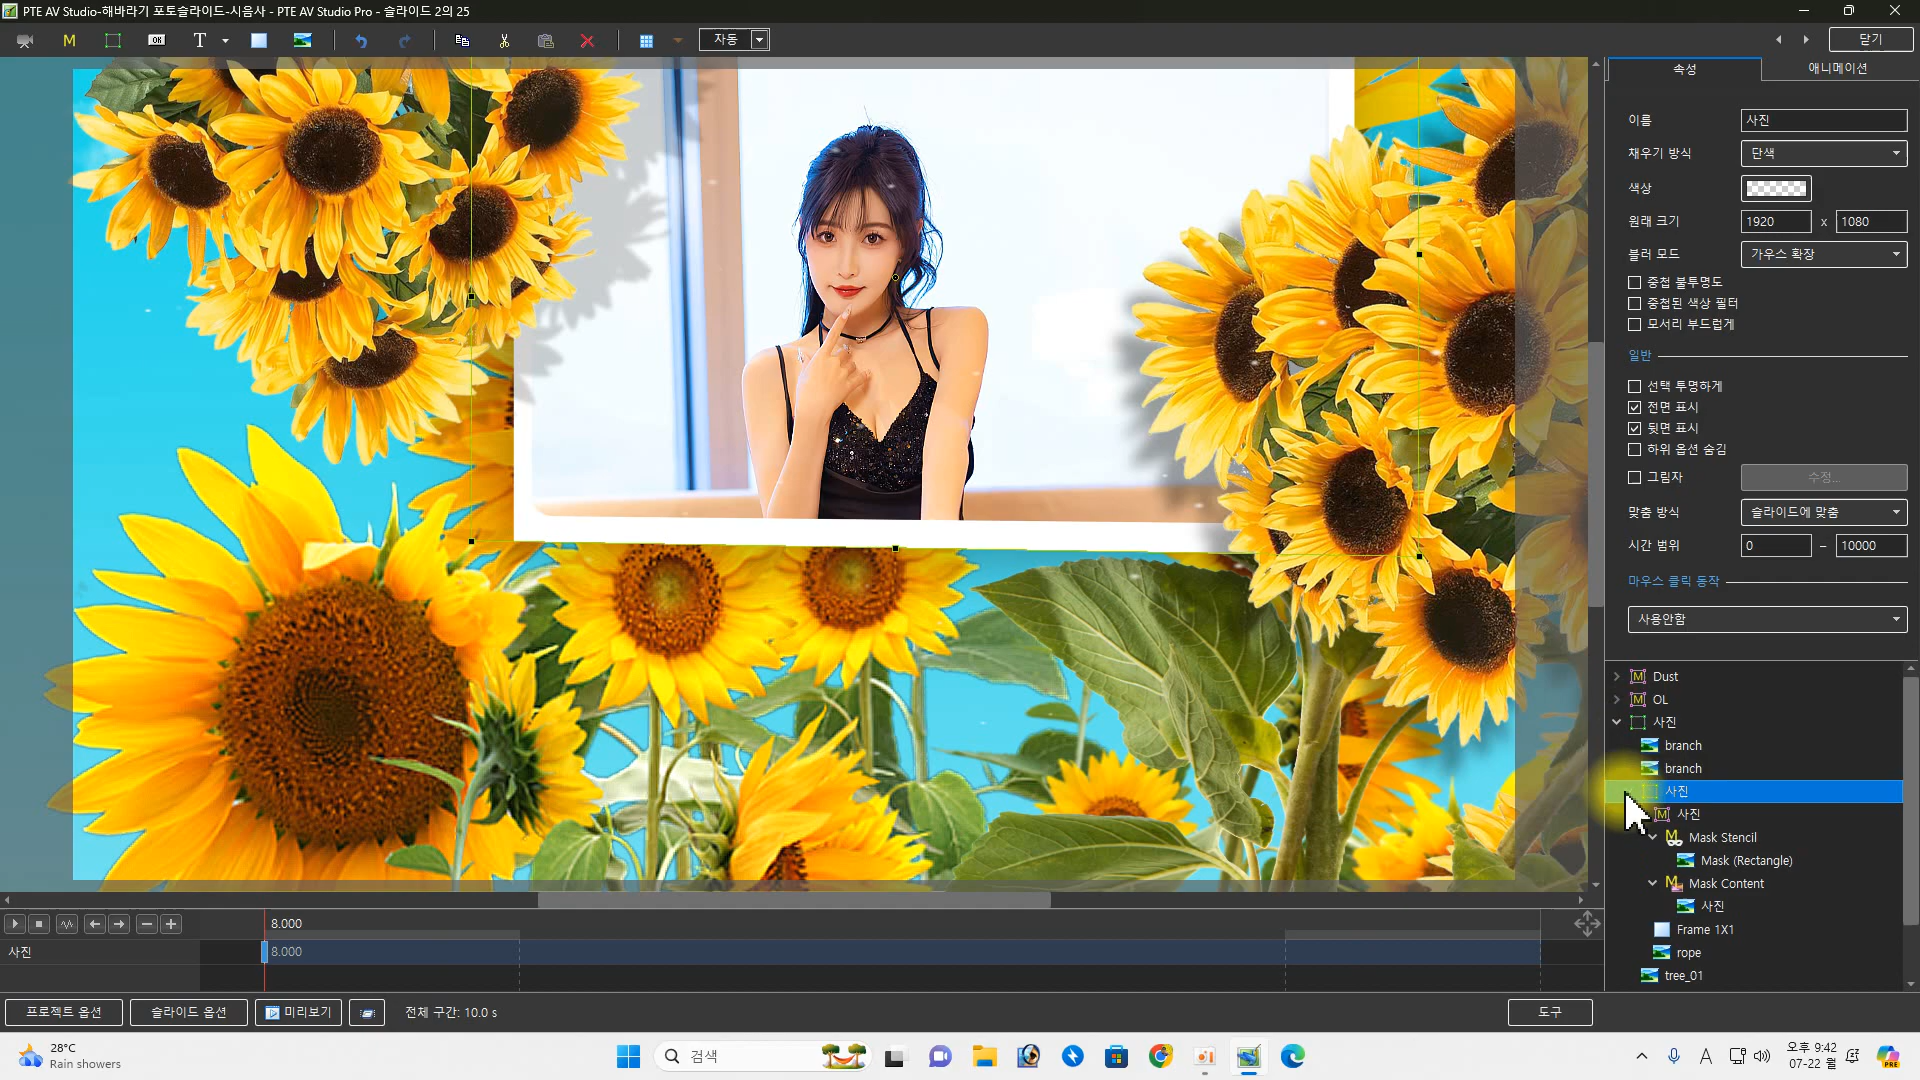 PTE AV Studio-해바라기 포토슬라이드-시음사 - PTE AV Studio Pro - 슬라이드 2의 25
M OK T 자동 닫기
속성 애니메이션
이름 사진
채우기 방식 단색
색상
원래 크기 1920 x 1080
블러 모드 가우스 확장
중첩 불투명도
중첩된 색상 필터
모서리 부드럽게
일반
선택 투명하게
전면 표시
뒷면 표시
하위 옵션 숨김
그림자 수정...
맞춤 방식 슬라이드에 맞춤
시간 범위 0 – 10000
마우스 클릭 동작
사용안함
M Dust
M OL
사진
branch
branch
사진
M 사진
M Mask Stencil
Mask (Rectangle)
M Mask Content
사진
Frame 1X1
rope
tree_01
8.000
사진 8.000
프로젝트 옵션 슬라이드 옵션 미리보기 전체 구간: 10.0 s 도구
28°C
Rain showers
검색
A
오후 9:42
07-22 월
PRE